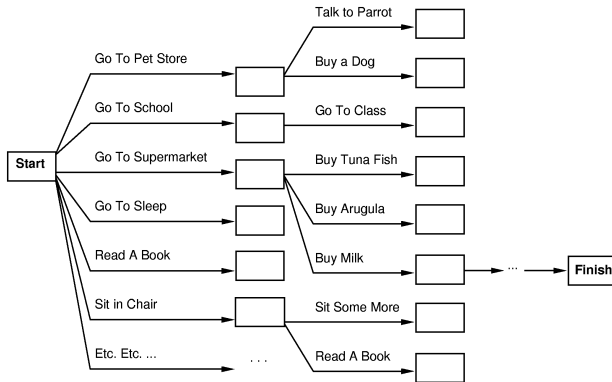 Talk to Parrot
Go To Pet Store
Buy a Dog
Go To School
Go To Class
Start
Go To Supermarket
Buy Tuna Fish
Go To Sleep
Buy Arugula
Read A Book
Buy Milk
...
Finish
Sit in Chair
Sit Some More
Etc. Etc. ...
. . .
Read A Book